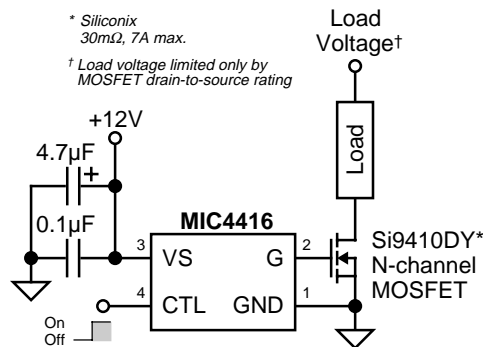 * Siliconix
30mΩ, 7A max.
† Load voltage limited only by
MOSFET drain-to-source rating
Load
Voltage†
+12V
4.7µF
+
0.1µF
Load
MIC4416
3
VS
G
2
4
CTL
GND
1
Si9410DY*
N-channel
MOSFET
On
Off